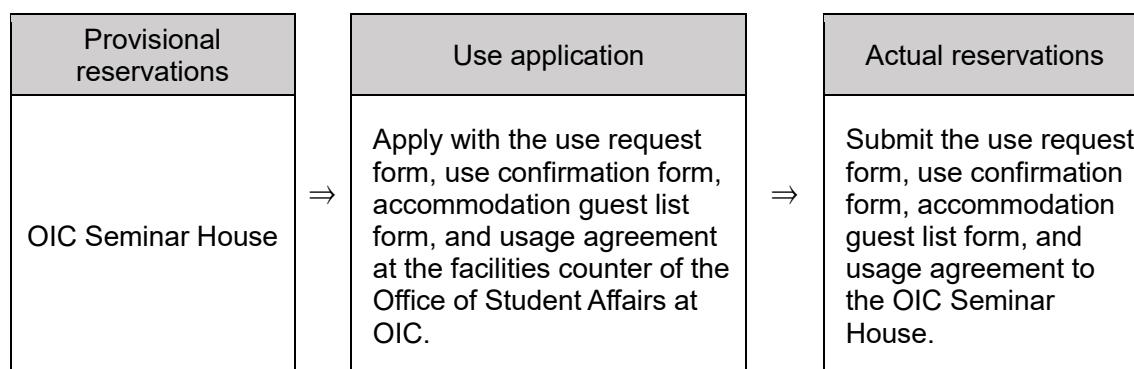 Provisional
reservations
OIC Seminar House
⇒
Use application
Apply with the use request
form, use confirmation form,
accommodation guest list
form, and usage agreement
at the facilities counter of the
Office of Student Affairs at
OIC.
⇒
Actual reservations
Submit the use request
form, use confirmation
form, accommodation
guest list form, and
usage agreement to
the OIC Seminar
House.